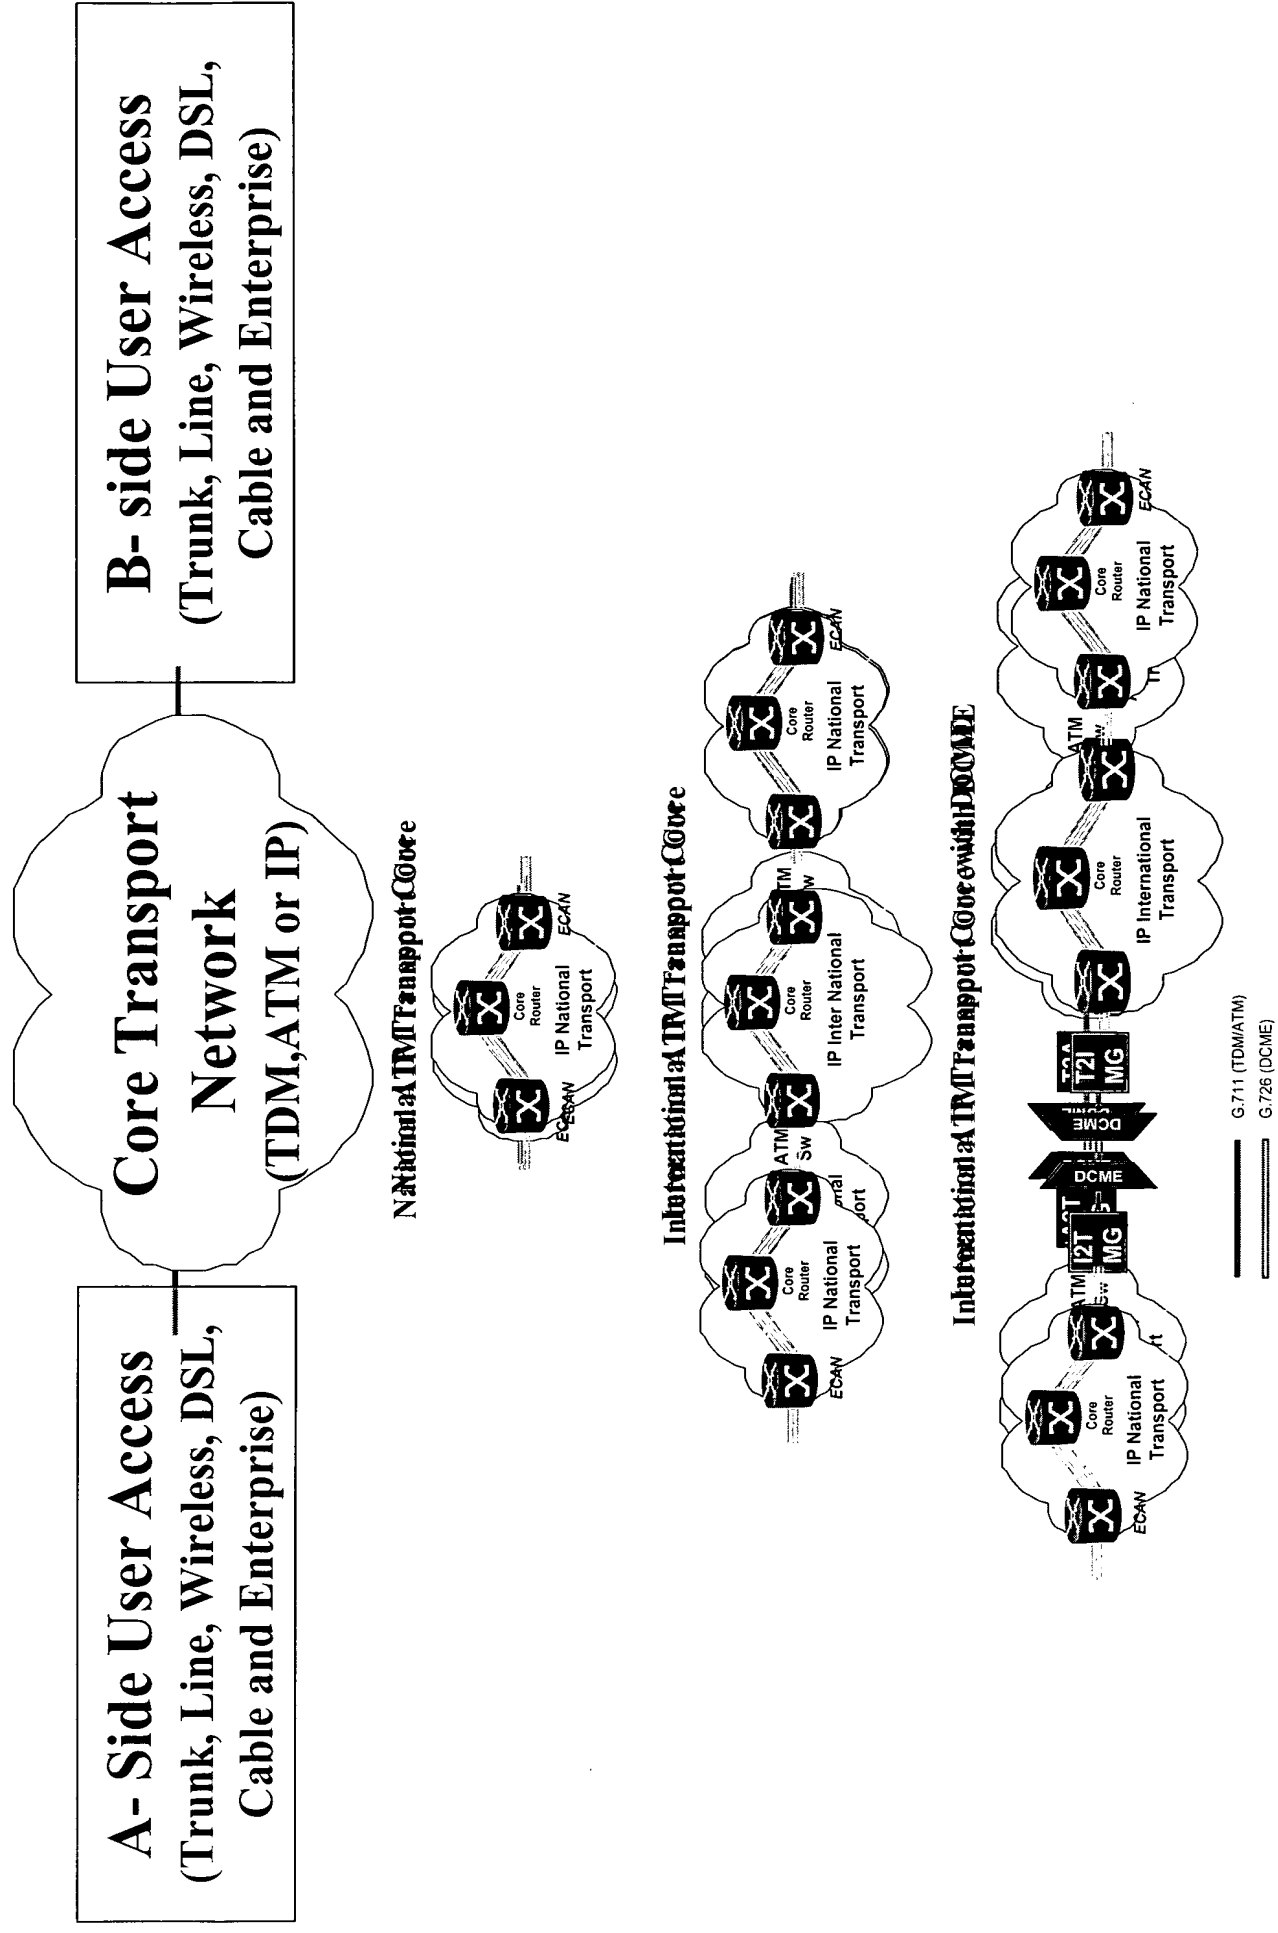 A- Side User Access
(Trunk, Line, Wireless, DSL,
Cable and Enterprise)
Core Transport
Network
(TDM,ATM or IP)
B- side User Access
(Trunk, Line, Wireless, DSL,
Cable and Enterprise)
ECAN
Core
Router
IP National
Transport
ECAN
ECAN
Core
Router
IP National
Transport
ATM
Sw
Core
Router
IP Inter National
Transport
Core
Router
IP National
Transport
ECAN
ECAN
Core
Router
IP National
Transport
ATM
I2T
MG
DCME
DCME
T2I
MG
Core
Router
IP International
Transport
ATM
Core
Router
IP National
Transport
ECAN
G.711 (TDM/ATM)
G.726 (DCME)